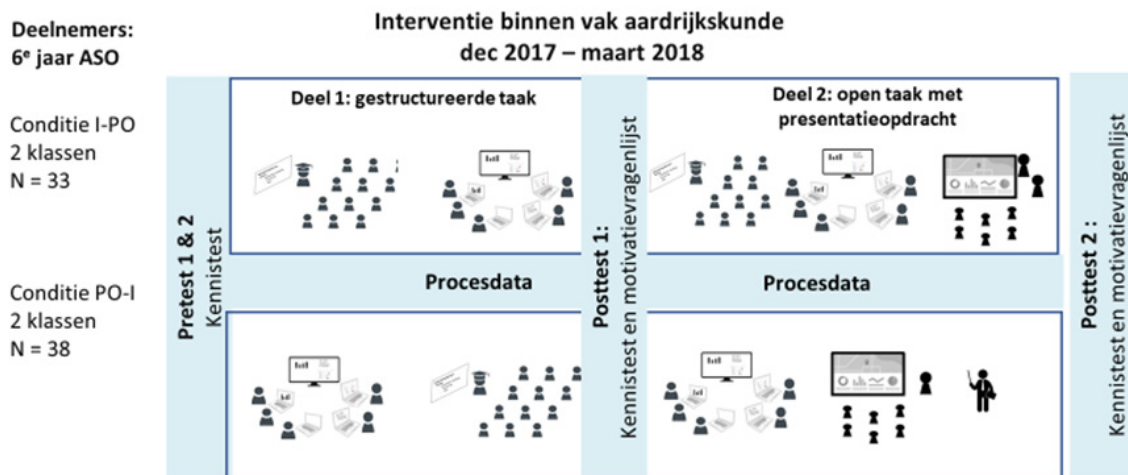 Deelnemers:
6e jaar ASO
Interventie binnen vak aardrijkskunde
dec 2017 – maart 2018
Conditie I-PO
2 klassen
N = 33
Conditie PO-I
2 klassen
N = 38
Pretest 1 & 2
Kennistest
Deel 1: gestructureerde taak
Procesdata
Posttest 1:
Kennistest en motivatievragenlijst
Deel 2: open taak met
presentatieopdracht
Procesdata
Posttest 2 :
Kennistest en motivatievragenlijst